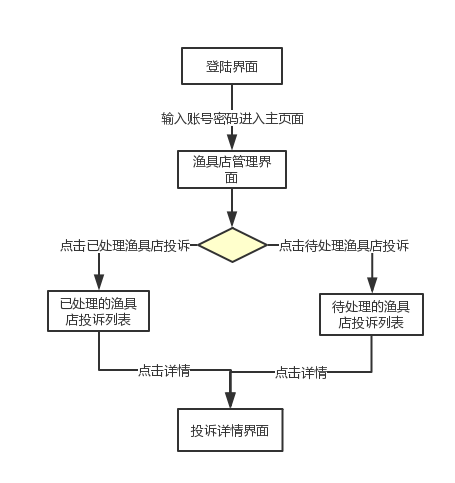 登陆界面
输入账号密码进入主页面
渔具店管理界
面
点击已处理渔具店投诉
点击待处理渔具店投诉
已处理的渔具
店投诉列表
待处理的渔具
店投诉列表
点击详情
点击详情
投诉详情界面